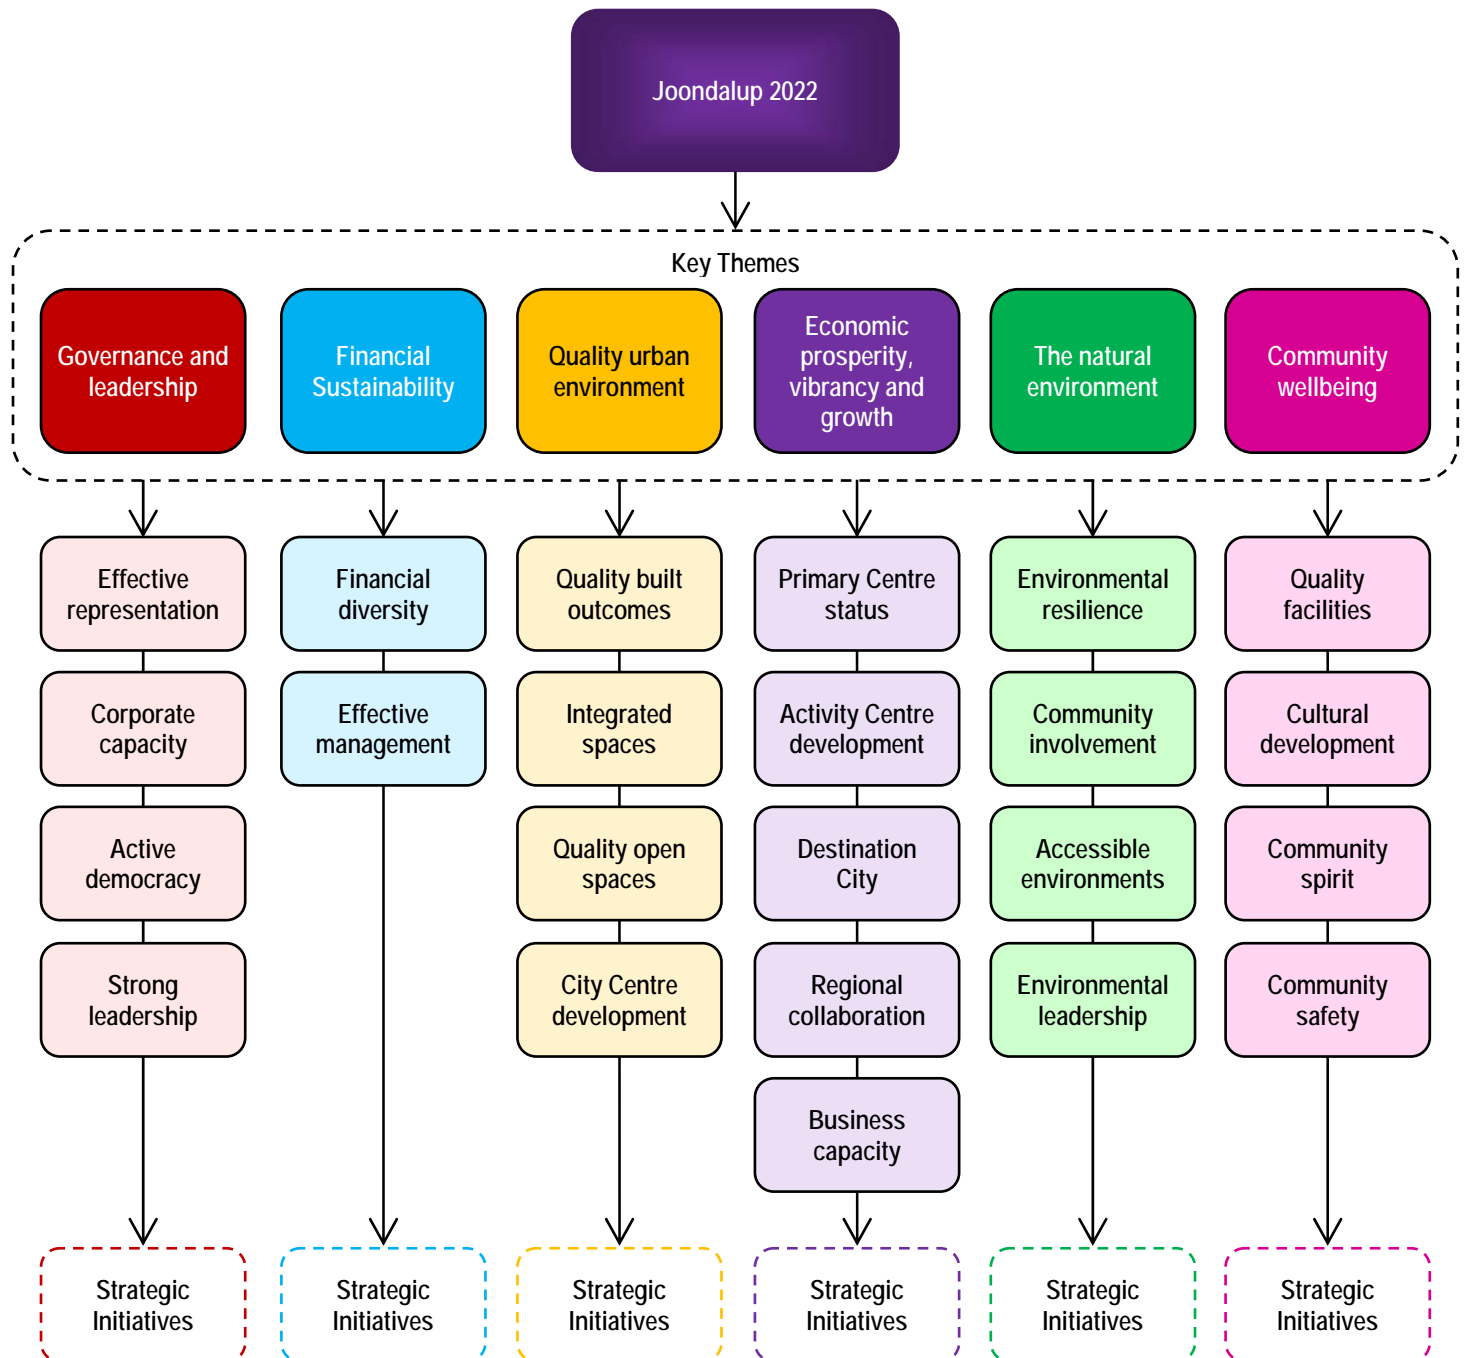 Joondalup 2022
Key Themes
Governance and
leadership
Financial
Sustainability
Quality urban
environment
Economic
prosperity,
vibrancy and
growth
The natural
environment
Community
wellbeing
Effective
representation
Financial
diversity
Quality built
outcomes
Primary Centre
status
Environmental
resilience
Quality
facilities
Corporate
capacity
Effective
management
Integrated
spaces
Activity Centre
development
Community
involvement
Cultural
development
Active
democracy
Quality open
spaces
Destination
City
Accessible
environments
Community
spirit
Strong
leadership
City Centre
development
Regional
collaboration
Environmental
leadership
Community
safety
Business
capacity
Strategic
Initiatives
Strategic
Initiatives
Strategic
Initiatives
Strategic
Initiatives
Strategic
Initiatives
Strategic
Initiatives